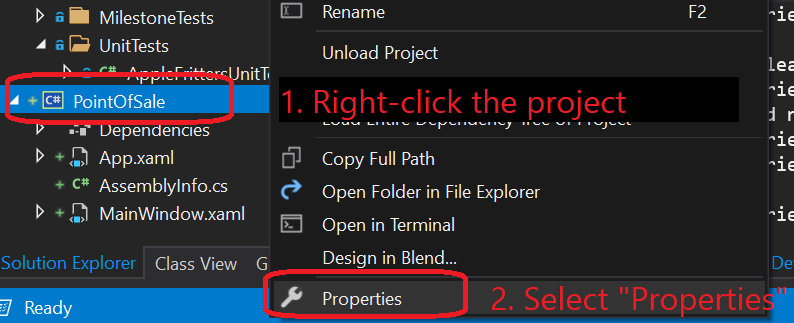 MilestoneTests
UnitTests
AppleFrittersUnitTe
C# PointOfSale
Dependencies
App.xaml
C# AssemblyInfo.cs
MainWindow.xaml
Solution Explorer
Class View
G
Ready
Rename F2
Unload Project
1. Right-click the project
Load Entire Dependency Tree of Project
Copy Full Path
Open Folder in File Explorer
Open in Terminal
Design in Blend...
Properties
2. Select "Properties"